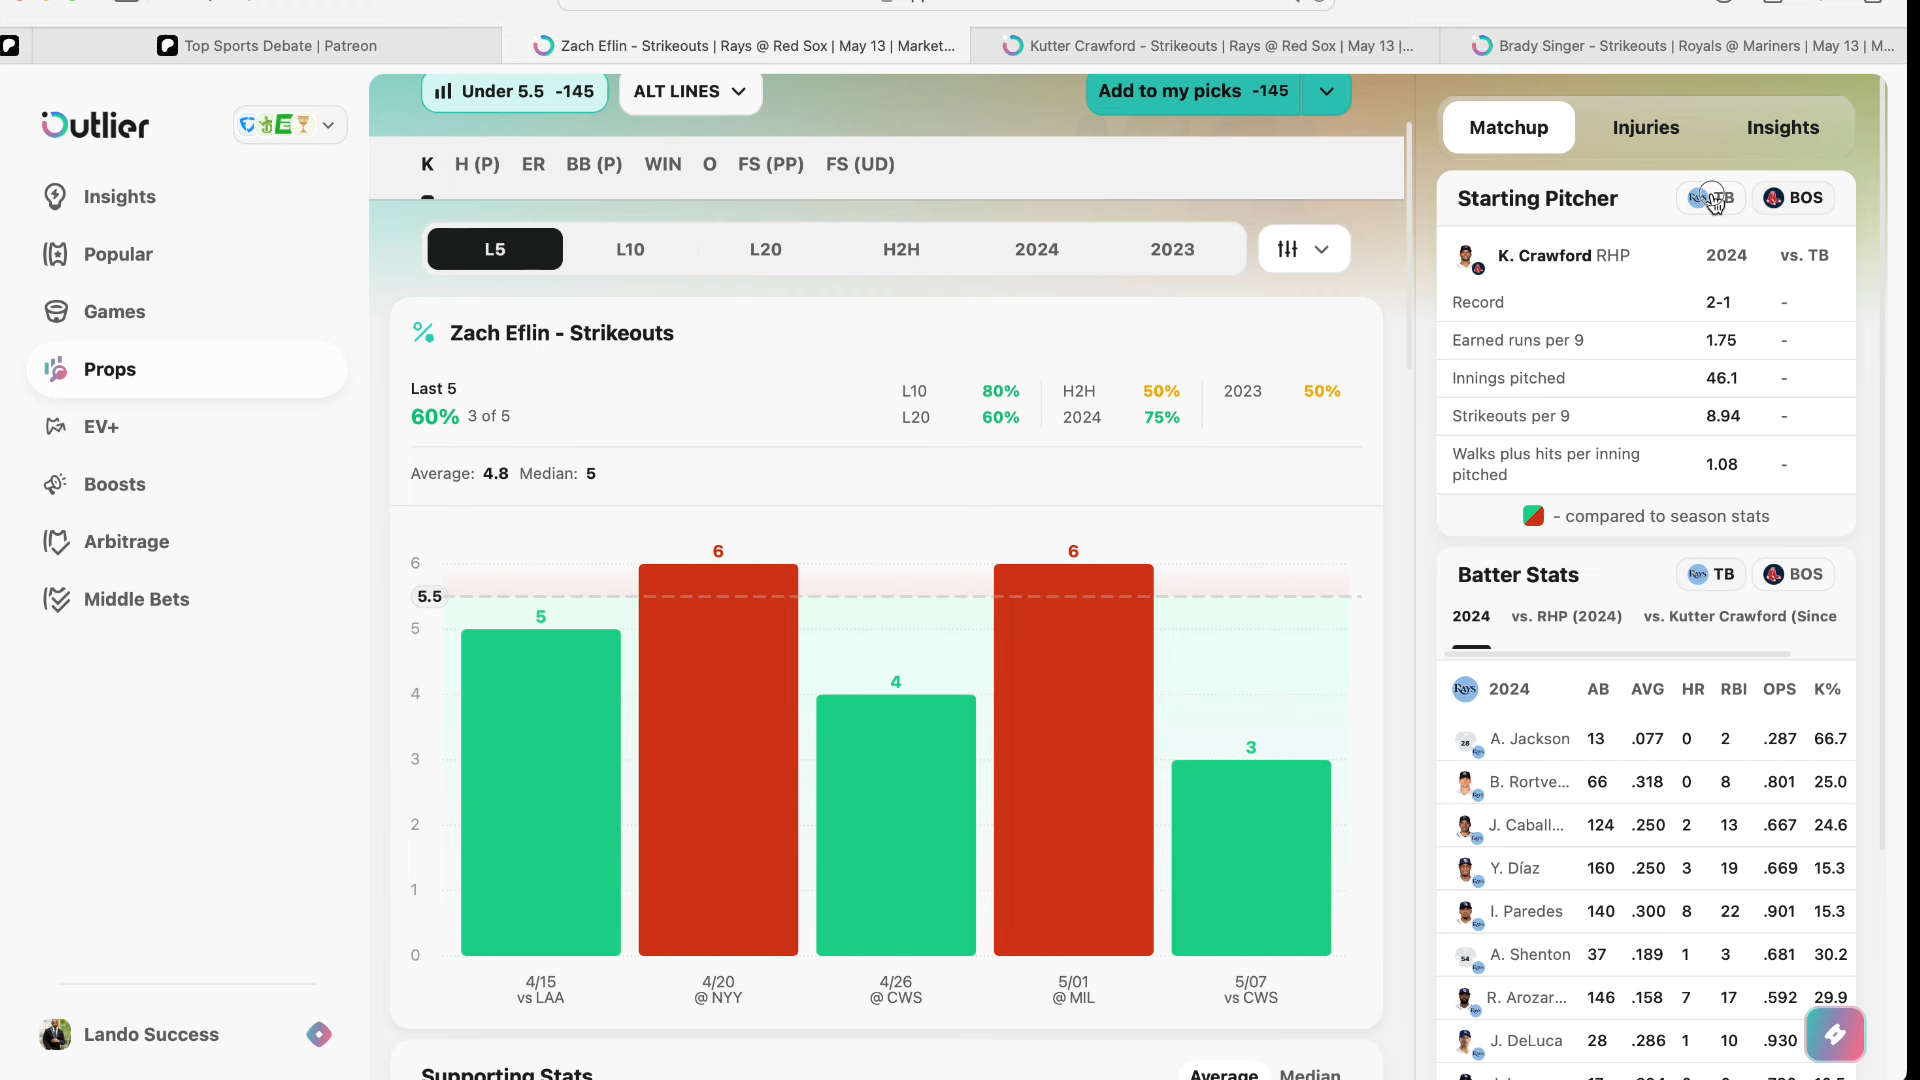 Top Sports Debate | Patreon
Zach Eflin - Strikeouts | Rays @ Red Sox | May 13 | Market...
Kutter Crawford - Strikeouts | Rays @ Red Sox | May 13 |...
Brady Singer - Strikeouts | Royals @ Mariners | May 13 | M...
Outlier
Insights
Popular
Games
Props
EV+
Boosts
Arbitrage
Middle Bets
Lando Success
Under 5.5 -145
ALT LINES
Add to my picks -145
K H (P) ER BB (P) WIN O FS (PP) FS (UD)
L5 L10 L20 H2H 2024 2023
Zach Eflin - Strikeouts
Last 5
60% 3 of 5
L10 80% H2H 50% 2023 50%
L20 60% 2024 75%
Average: 4.8 Median: 5
6
5.5
5
4
3
2
1
0
5
6
4
6
3
4/15 4/20 4/26 5/01 5/07
vs LAA @ NYY @ CWS @ MIL vs CWS
Supporting Stats
Average Median
Matchup Injuries Insights
Starting Pitcher
Rays TB BOS
K. Crawford RHP 2024 vs. TB
Record 2-1 -
Earned runs per 9 1.75 -
Innings pitched 46.1 -
Strikeouts per 9 8.94 -
Walks plus hits per inning
pitched 1.08 -
- compared to season stats
Batter Stats Rays TB BOS
2024 vs. RHP (2024) vs. Kutter Crawford (Since
Rays 2024 AB AVG HR RBI OPS K%
28 A. Jackson 13 .077 0 2 .287 66.7
B. Rortve... 66 .318 0 8 .801 25.0
J. Caball... 124 .250 2 13 .667 24.6
Y. Díaz 160 .250 3 19 .669 15.3
I. Paredes 140 .300 8 22 .901 15.3
54 A. Shenton 37 .189 1 3 .681 30.2
R. Arozar... 146 .158 7 17 .592 29.9
J. DeLuca 28 .286 1 10 .930